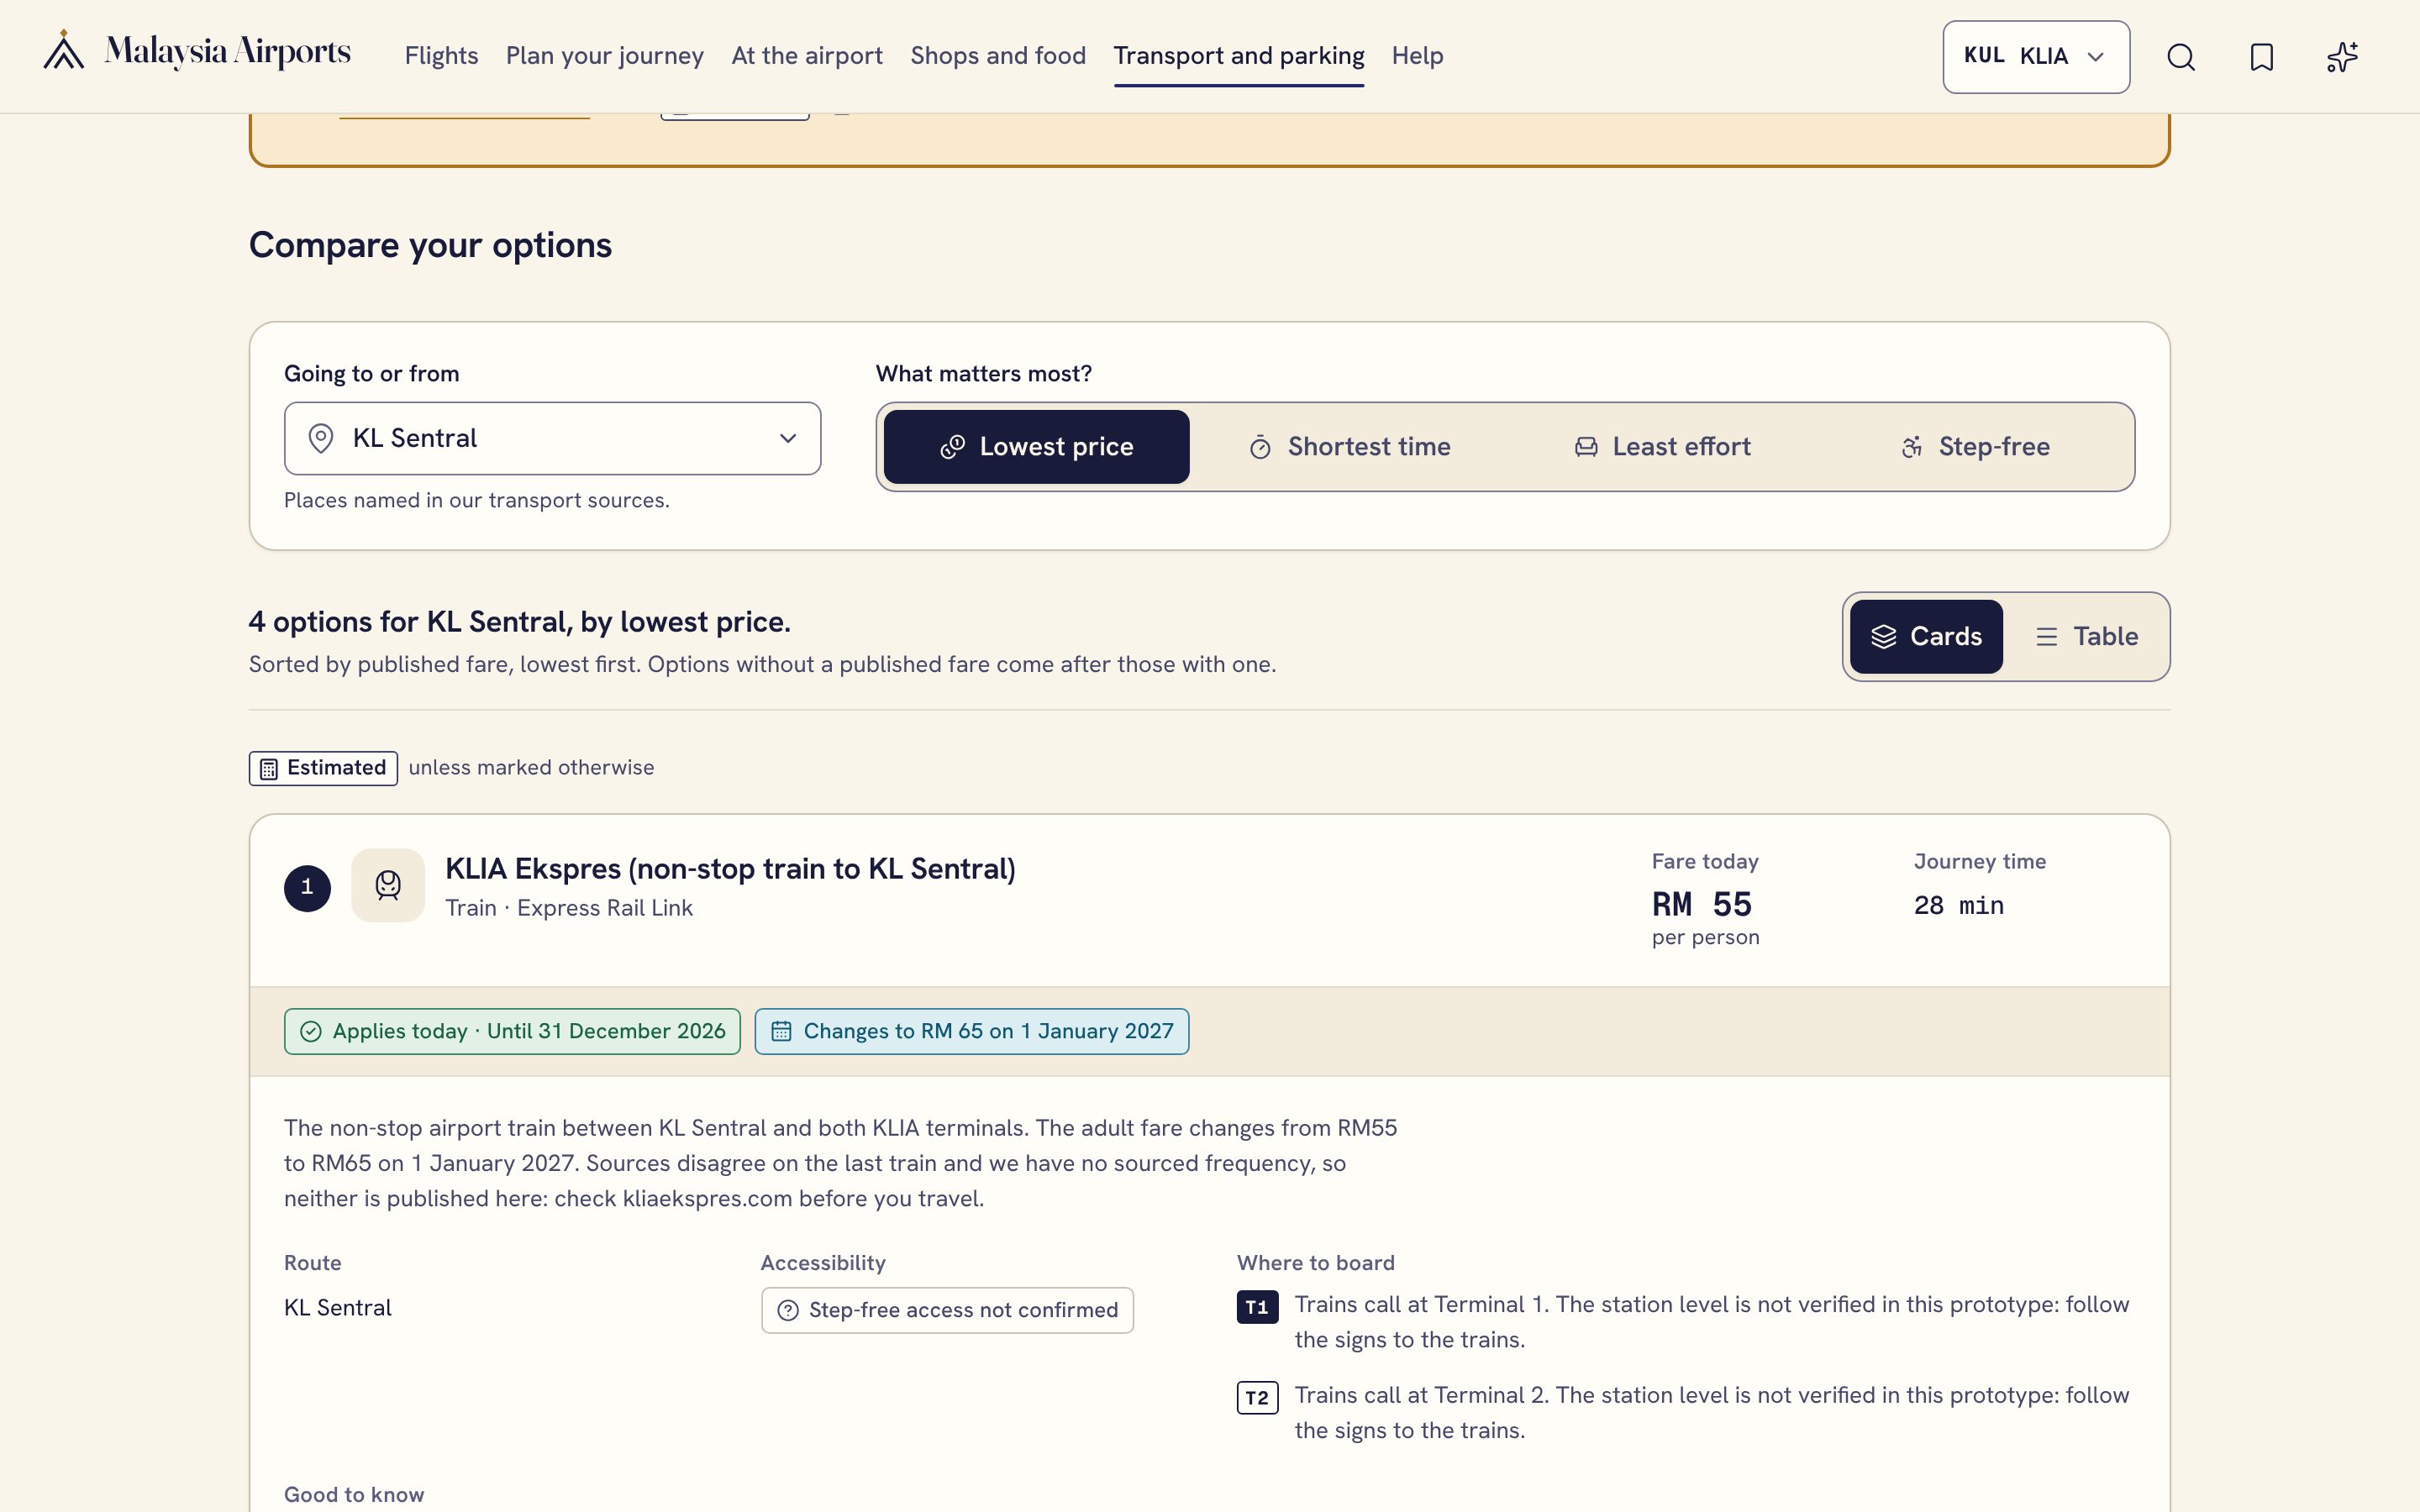 Malaysia Airports
Flights
Plan your journey
At the airport
Shops and food
Transport and parking
Help
KUL KLIA
Compare your options
Going to or from
KL Sentral
Places named in our transport sources.
What matters most?
Lowest price
Shortest time
Least effort
Step-free
4 options for KL Sentral, by lowest price.
Sorted by published fare, lowest first. Options without a published fare come after those with one.
Cards
Table
Estimated unless marked otherwise
1
KLIA Ekspres (non-stop train to KL Sentral)
Train · Express Rail Link
Fare today
RM 55
per person
Journey time
28 min
Applies today · Until 31 December 2026
Changes to RM 65 on 1 January 2027
The non-stop airport train between KL Sentral and both KLIA terminals. The adult fare changes from RM55
to RM65 on 1 January 2027. Sources disagree on the last train and we have no sourced frequency, so
neither is published here: check kliaekspres.com before you travel.
Route
KL Sentral
Accessibility
Step-free access not confirmed
Where to board
T1 Trains call at Terminal 1. The station level is not verified in this prototype: follow
the signs to the trains.
T2 Trains call at Terminal 2. The station level is not verified in this prototype: follow
the signs to the trains.
Good to know